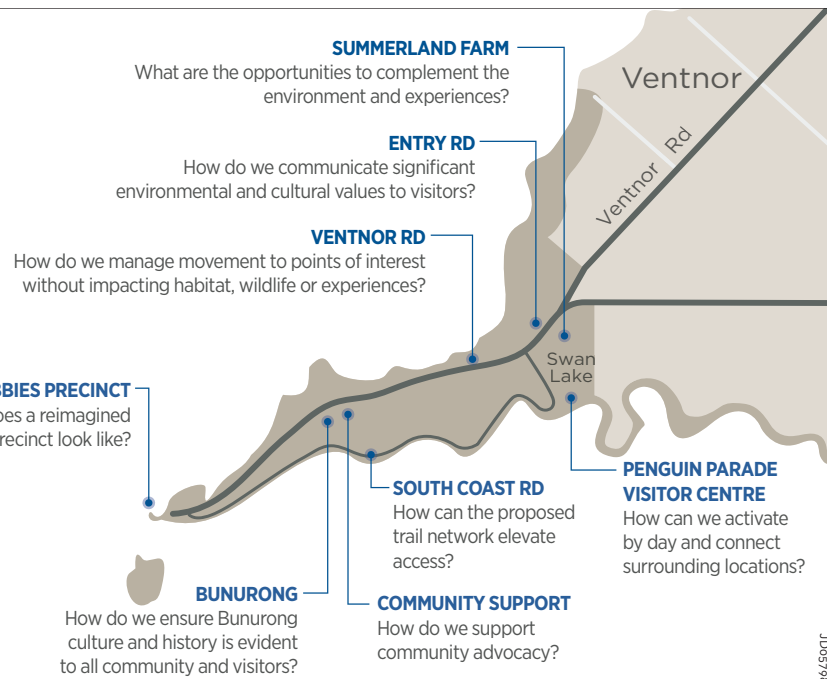 SUMMERLAND FARM
What are the opportunities to complement the
environment and experiences?
Ventnor
ENTRY RD
How do we communicate significant
environmental and cultural values to visitors?
Ventnor Rd
VENTNOR RD
How do we manage movement to points of interest
without impacting habitat, wildlife or experiences?
Swan
Lake
PRECINCT
a reimagined
look like?
PENGUIN PARADE
VISITOR CENTRE
How can we activate
by day and connect
surrounding locations?
SOUTH COAST RD
How can the proposed
trail network elevate
access?
BUNURONG
How do we ensure Bunurong
culture and history is evident
to all community and visitors?
COMMUNITY SUPPORT
How do we support
community advocacy?